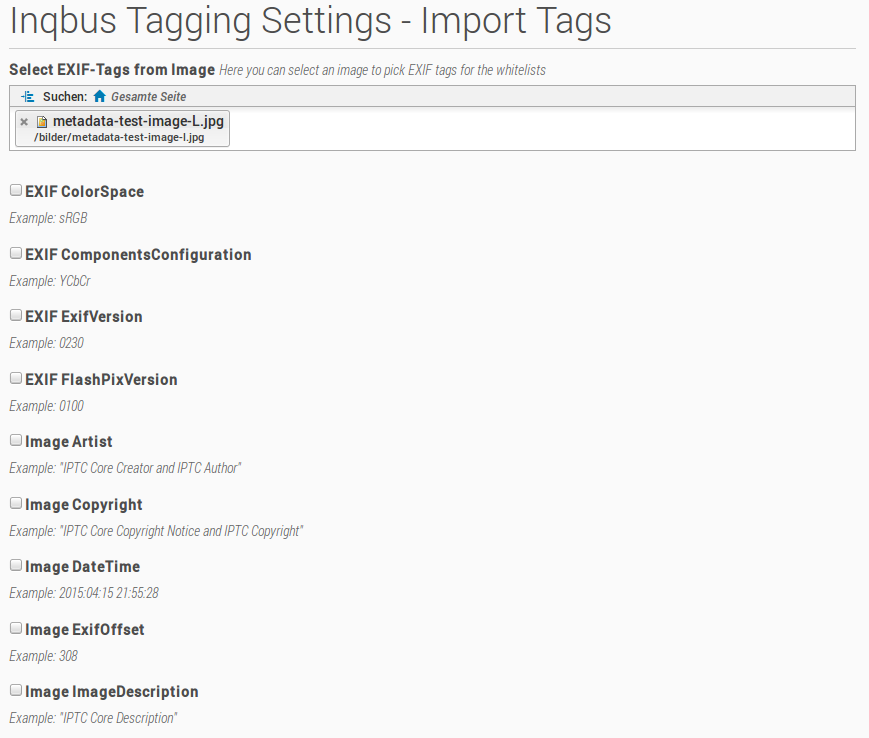 Inqbus Tagging Settings - Import Tags
Select EXIF-Tags from Image Here you can select an image to pick EXIF tags for the whitelists
Suchen: Gesamte Seite
× metadata-test-image-L.jpg
/bilder/metadata-test-image-l.jpg
EXIF ColorSpace
Example: sRGB
EXIF ComponentsConfiguration
Example: YCbCr
EXIF ExifVersion
Example: 0230
EXIF FlashPixVersion
Example: 0100
Image Artist
Example: "IPTC Core Creator and IPTC Author"
Image Copyright
Example: "IPTC Core Copyright Notice and IPTC Copyright"
Image DateTime
Example: 2015:04:15 21:55:28
Image ExifOffset
Example: 308
Image ImageDescription
Example: "IPTC Core Description"